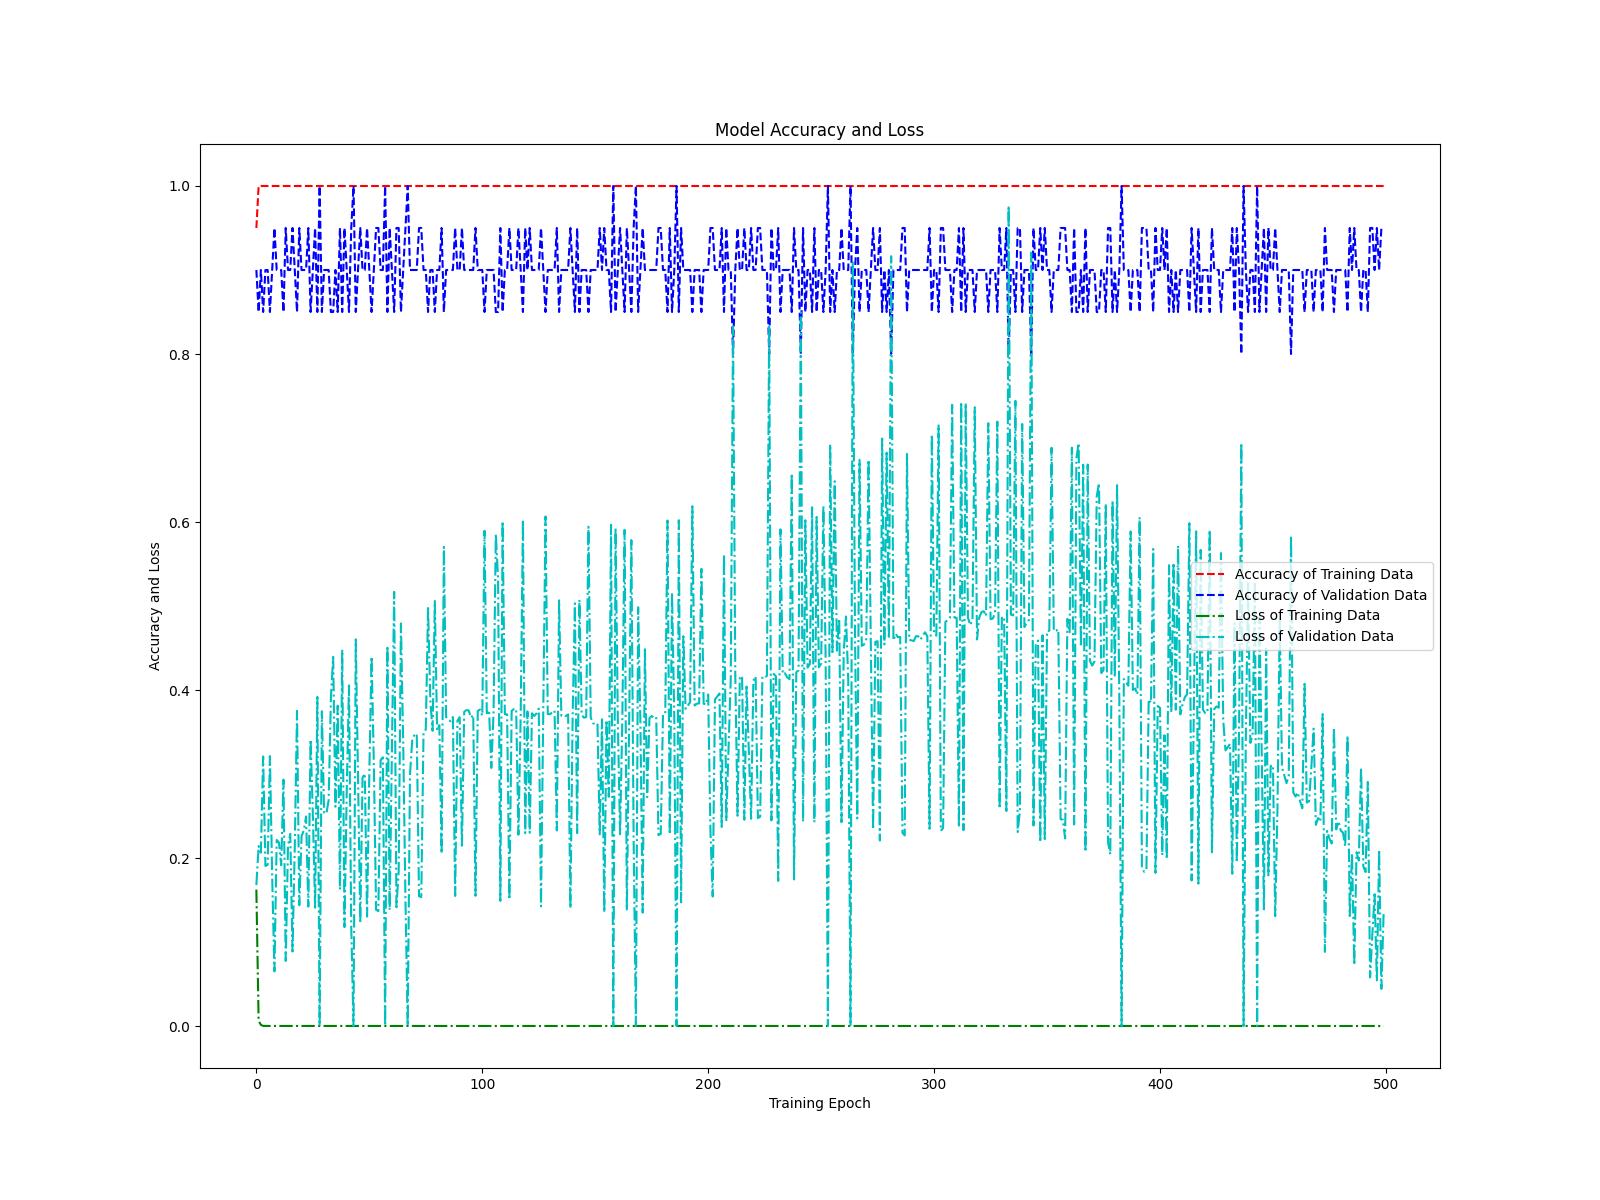 Model Accuracy and Loss
1.0
0.8
0.6
0.4
0.2
0.0
Accuracy and Loss
Accuracy of Training Data
Accuracy of Validation Data
Loss of Training Data
Loss of Validation Data
0 100 200 300 400 500
Training Epoch